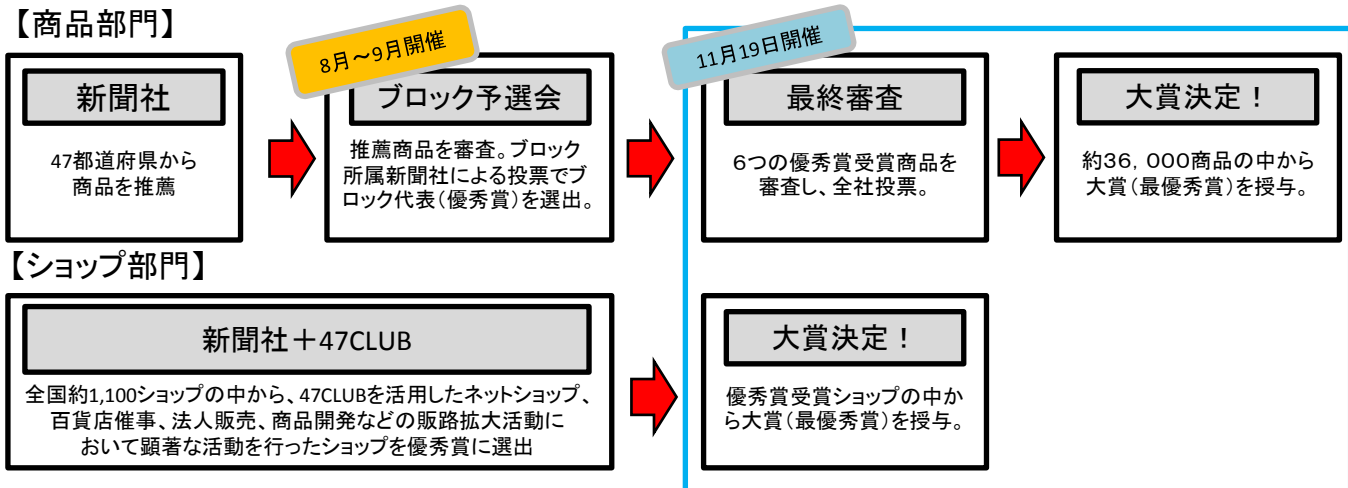 【商品部門】
新聞社
47都道府県から
商品を推薦
8月～9月開催
ブロック予選会
推薦商品を審査。ブロック
所属新聞社による投票でブ
ロック代表（優秀賞）を選出。
11月19日開催
最終審査
６つの優秀賞受賞商品を
審査し、全社投票。
大賞決定！
約３６，０００商品の中から
大賞（最優秀賞）を授与。
【ショップ部門】
新聞社＋47CLUB
全国約1,100ショップの中から、47CLUBを活用したネットショップ、
百貨店催事、法人販売、商品開発などの販路拡大活動に
おいて顕著な活動を行ったショップを優秀賞に選出
大賞決定！
優秀賞受賞ショップの中か
ら大賞（最優秀賞）を授与。